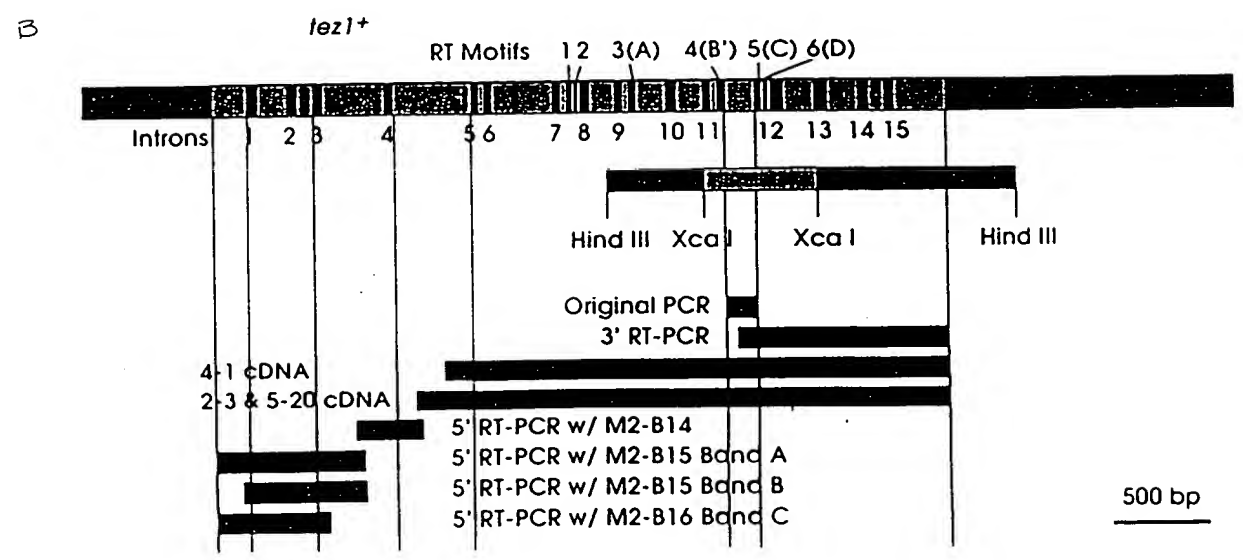 B
tez1+
RT Motifs 1 2 3(A) 4(B') 5(C) 6(D)
Introns 1 2 3 4 5 6 7 8 9 10 11 12 13 14 15
Hind III Xca I Xca I Hind III
Original PCR
3' RT-PCR
4-1 cDNA
2-3 & 5-20 cDNA
5' RT-PCR w/ M2-B14
5' RT-PCR w/ M2-B15 Band A
5' RT-PCR w/ M2-B15 Band B
5' RT-PCR w/ M2-B16 Band C
500 bp